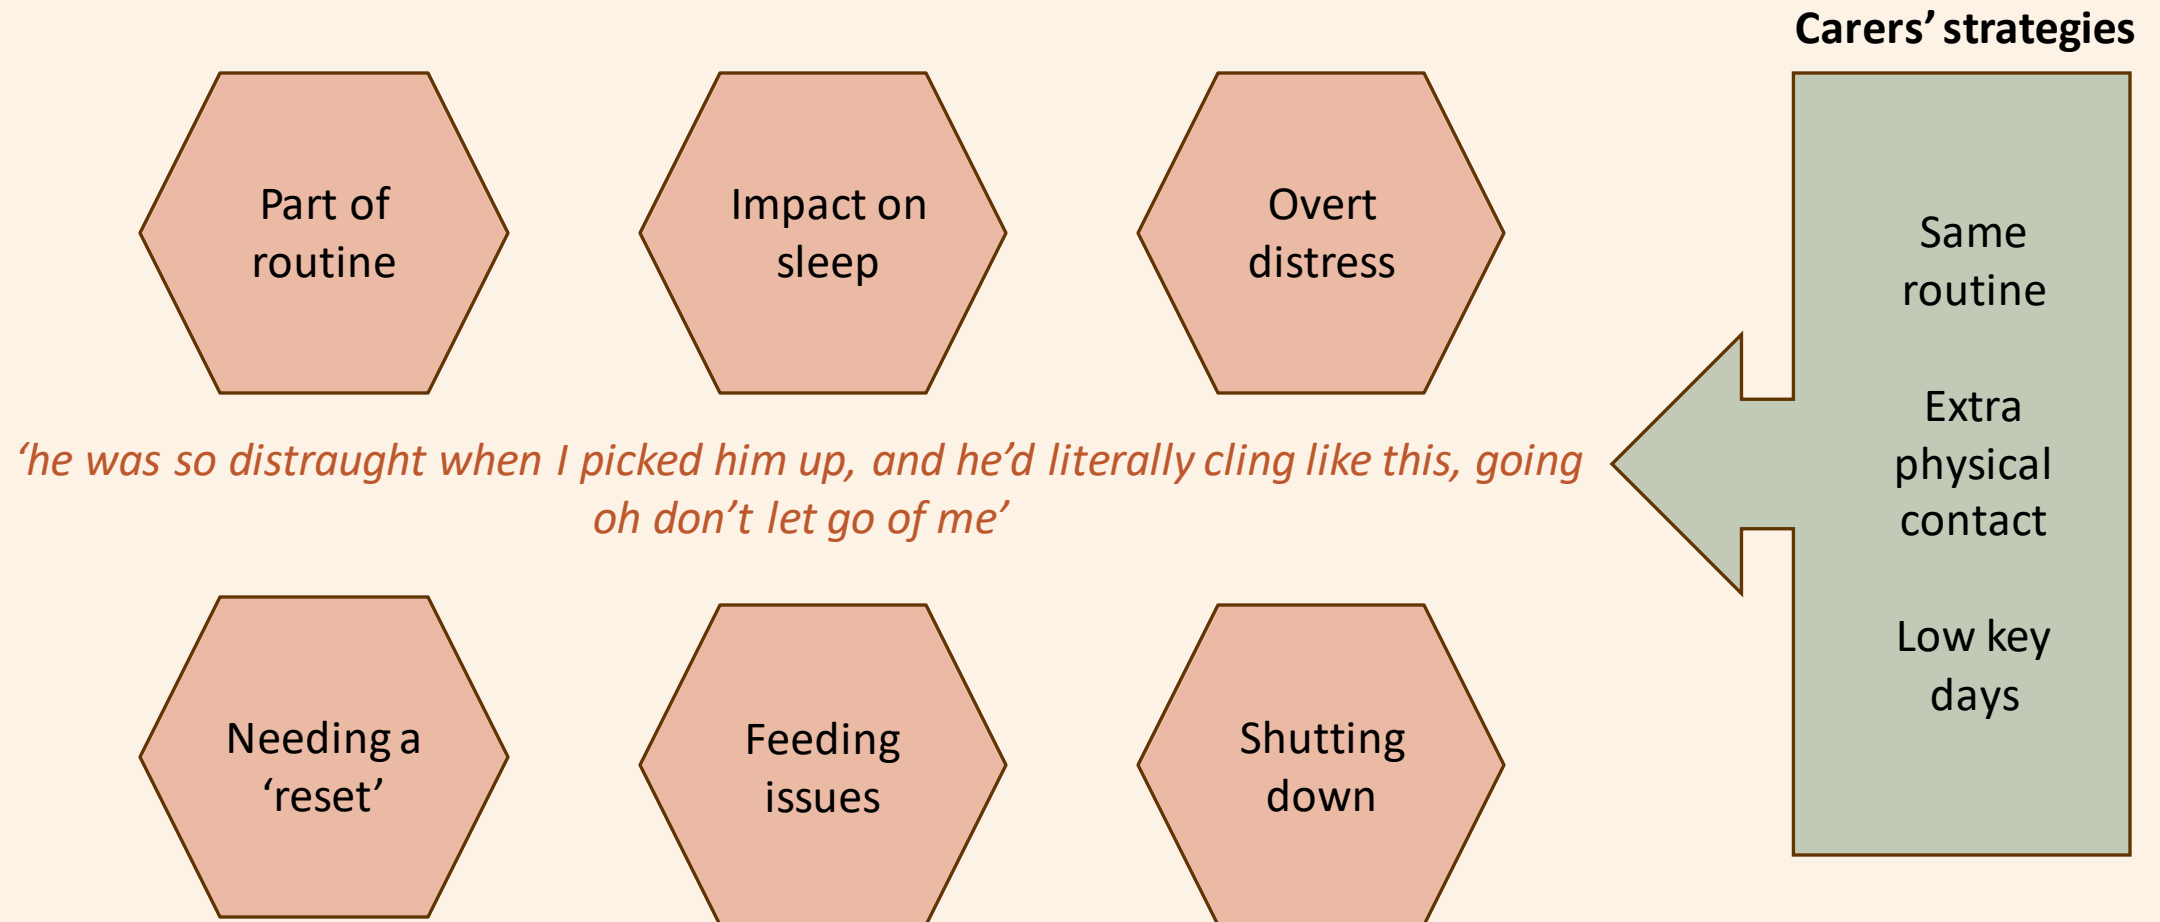 Carers’ strategies
Part of
routine
Impact on
sleep
Overt
distress
Same
routine
Extra
physical
contact
Low key
days
‘he was so distraught when I picked him up, and he’d literally cling like this, going
oh don’t let go of me’
Needing a
‘reset’
Feeding
issues
Shutting
down